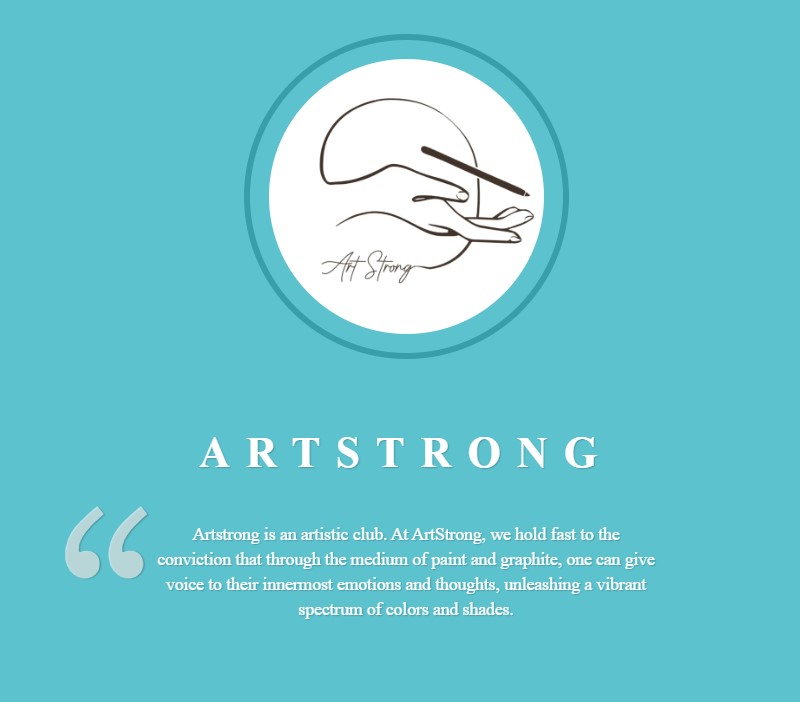 Art Strong
ARTSTRONG
“
Artstrong is an artistic club. At ArtStrong, we hold fast to the
conviction that through the medium of paint and graphite, one can give
voice to their innermost emotions and thoughts, unleashing a vibrant
spectrum of colors and shades.